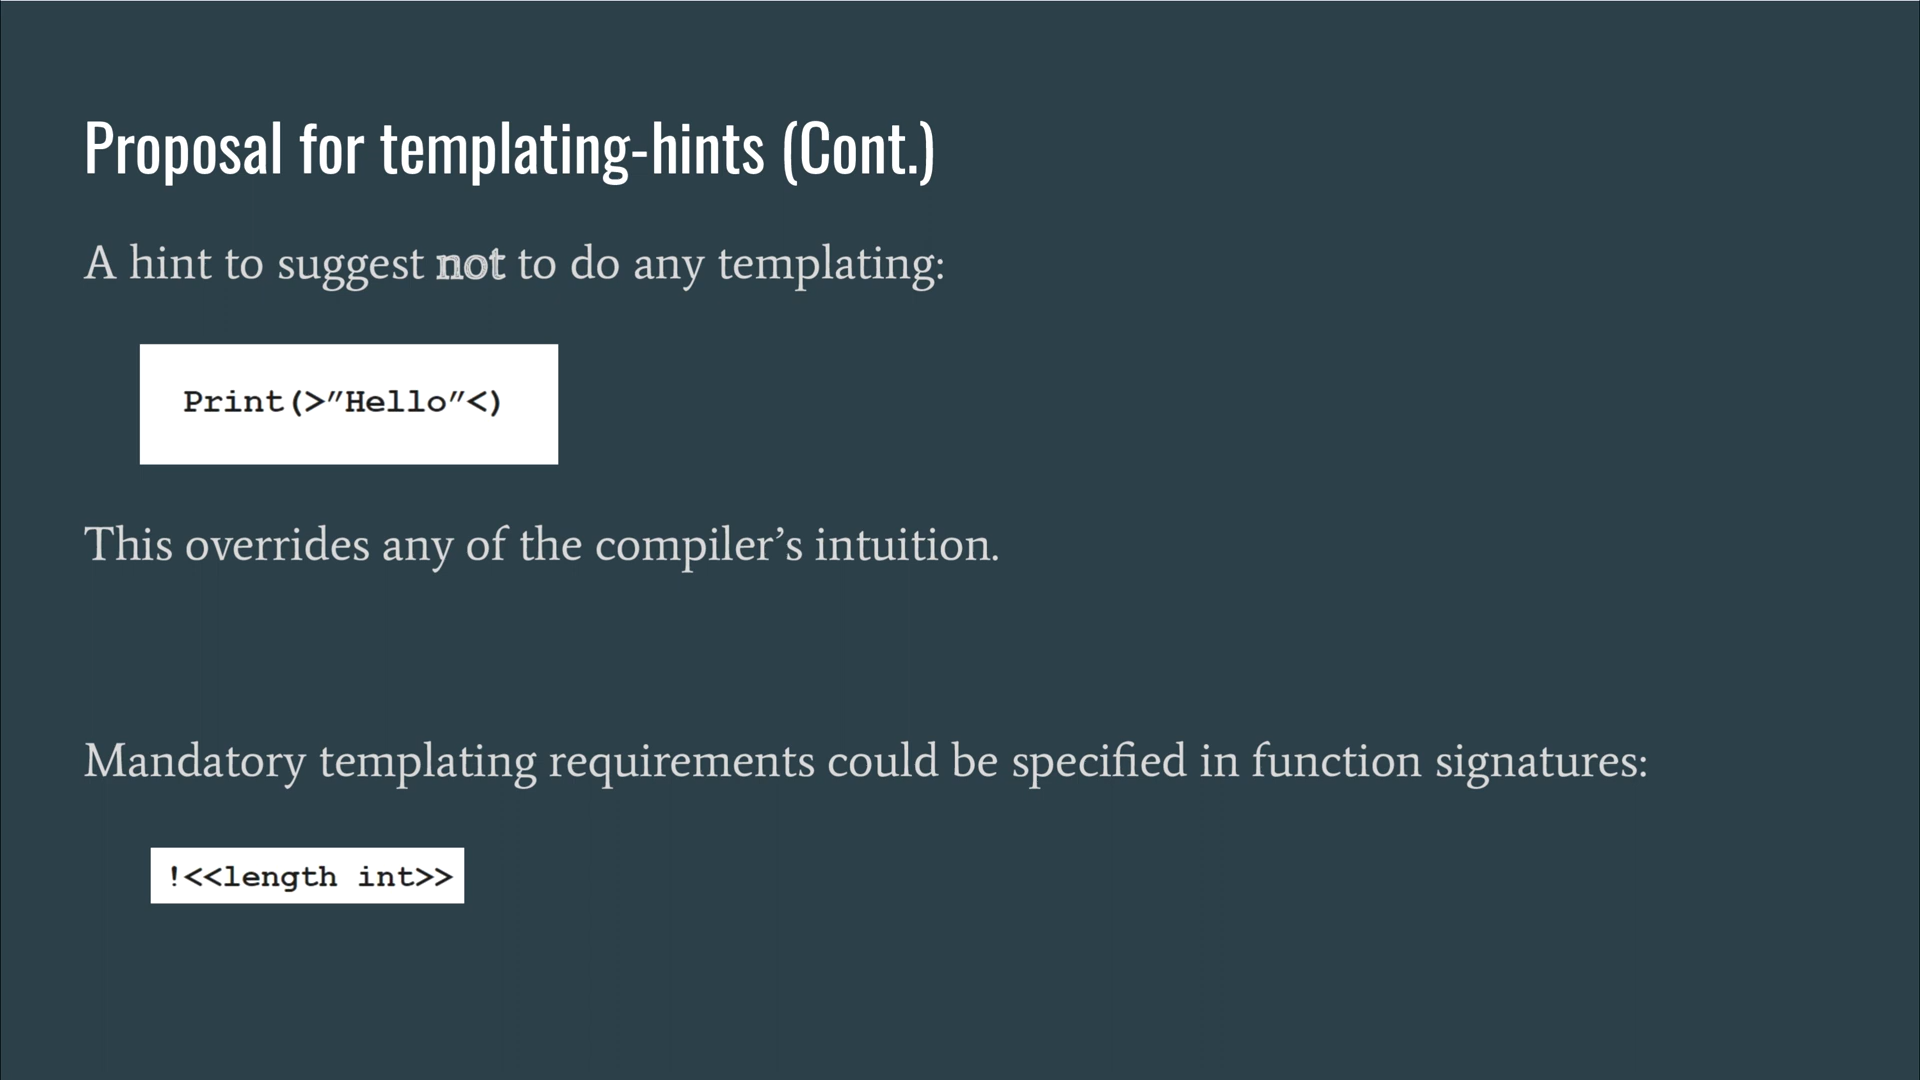 Proposal for templating-hints (Cont.)
A hint to suggest not to do any templating:
Print(>”Hello”<)
This overrides any of the compiler’s intuition.
Mandatory templating requirements could be specified in function signatures:
!<<length int>>